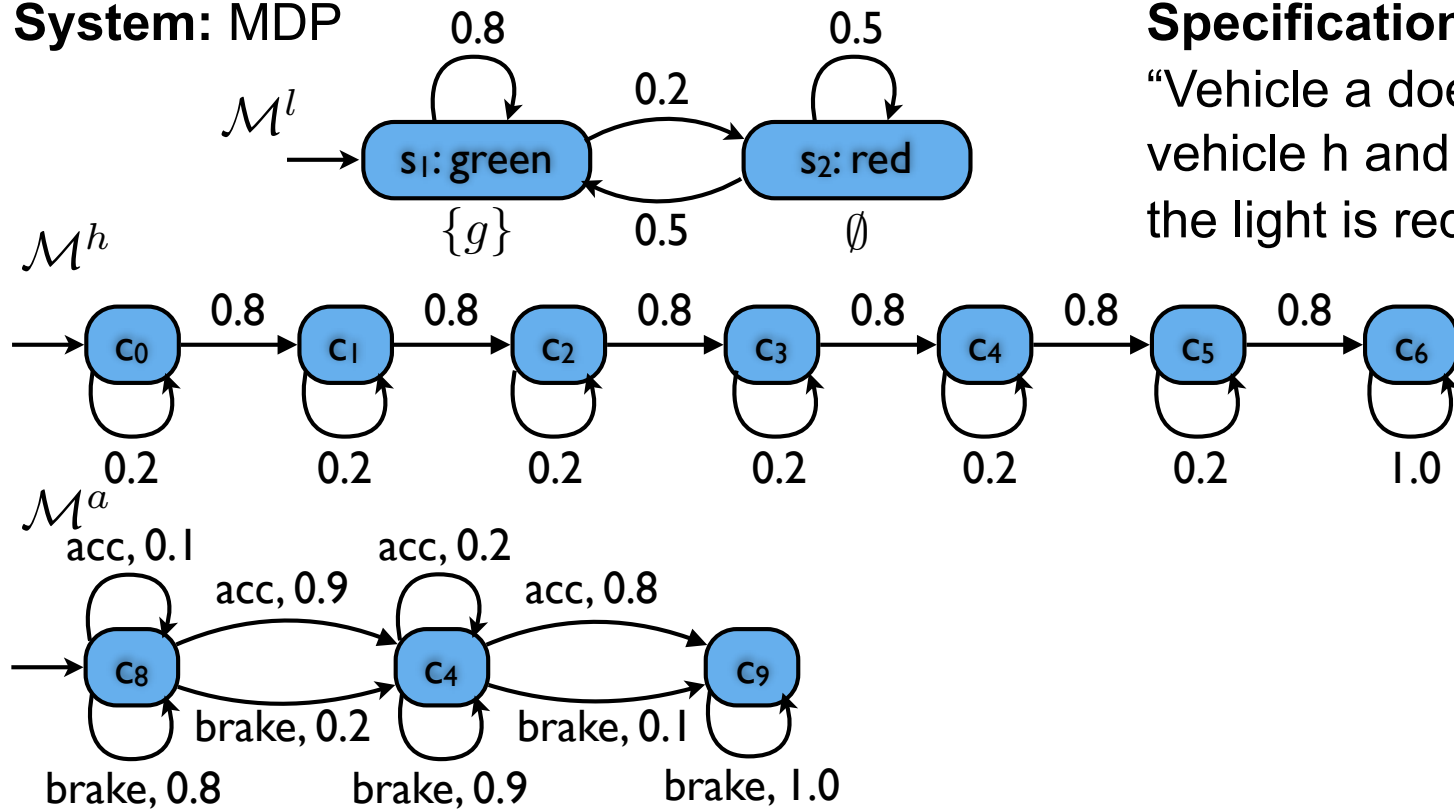 System: MDP
Specification
“Vehicle a doe
vehicle h and
the light is rec
0.8
0.5
0.2
M^l
s₁: green
s₂: red
{g}
0.5
∅
M^h
0.8 0.8 0.8 0.8 0.8 0.8
c₀ c₁ c₂ c₃ c₄ c₅ c₆
0.2 0.2 0.2 0.2 0.2 0.2 1.0
M^a
acc, 0.1 acc, 0.2
acc, 0.9 acc, 0.8
c₈ c₄ c₉
brake, 0.2 brake, 0.1
brake, 0.8 brake, 0.9 brake, 1.0